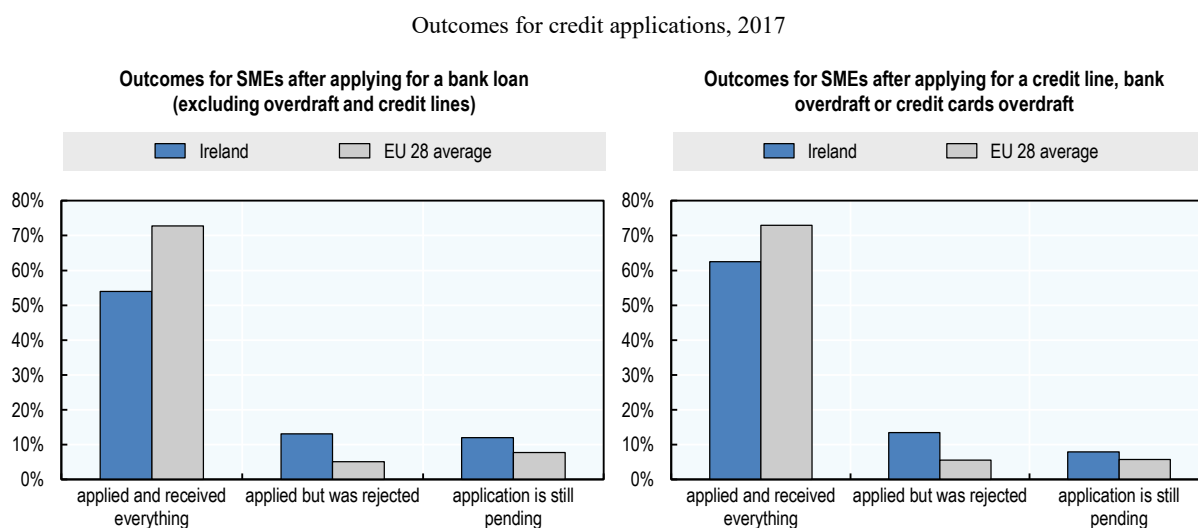 Outcomes for credit applications, 2017
Outcomes for SMEs after applying for a bank loan
(excluding overdraft and credit lines)
Ireland
EU 28 average
80%
70%
60%
50%
40%
30%
20%
10%
0%
applied and received
everything
applied but was rejected
application is still
pending
Outcomes for SMEs after applying for a credit line, bank
overdraft or credit cards overdraft
Ireland
EU 28 average
80%
70%
60%
50%
40%
30%
20%
10%
0%
applied and received
everything
applied but was rejected
application is still
pending